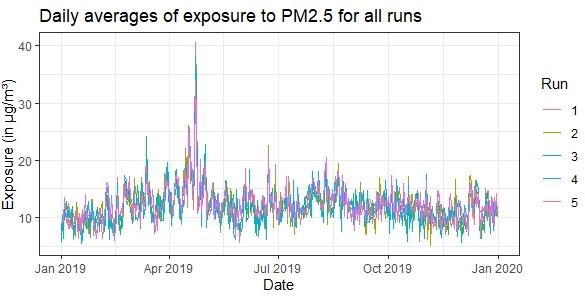 Daily averages of exposure to PM2.5 for all runs
Exposure (in µg/m³)
40
30
20
10
Jan 2019 Apr 2019 Jul 2019 Oct 2019 Jan 2020
Date
Run
1
2
3
4
5